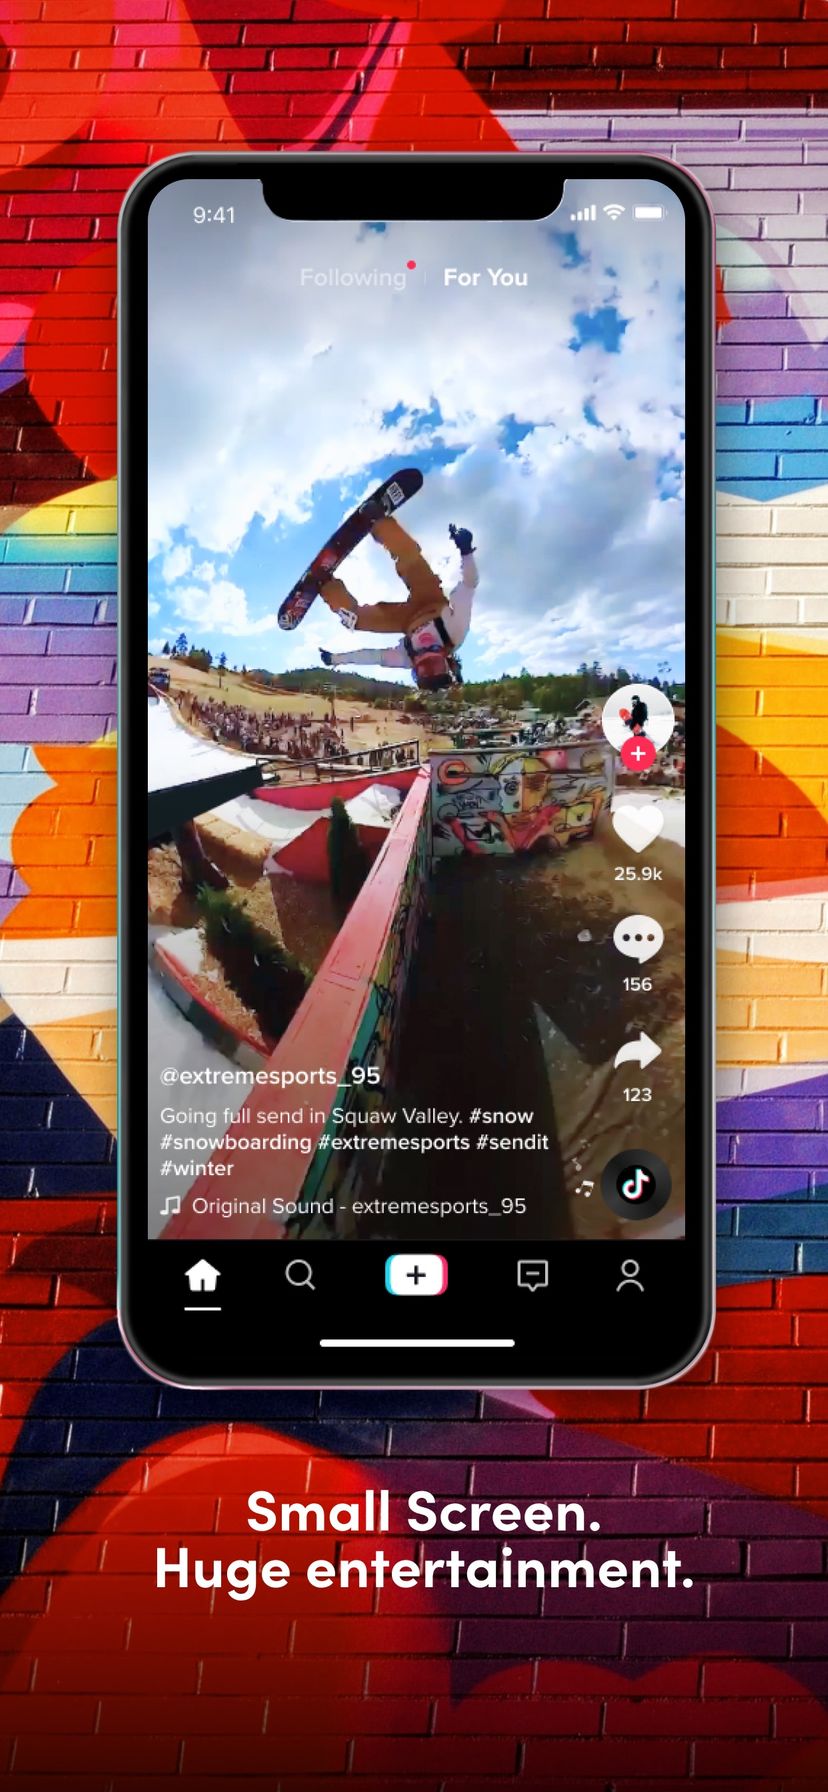 9:41
Following
For You
25.9k
156
123
@extremesports_95
Going full send in Squaw Valley. #snow
#snowboarding #extremesports #sendit
#winter
Original Sound - extremesports_95
Small Screen.
Huge entertainment.